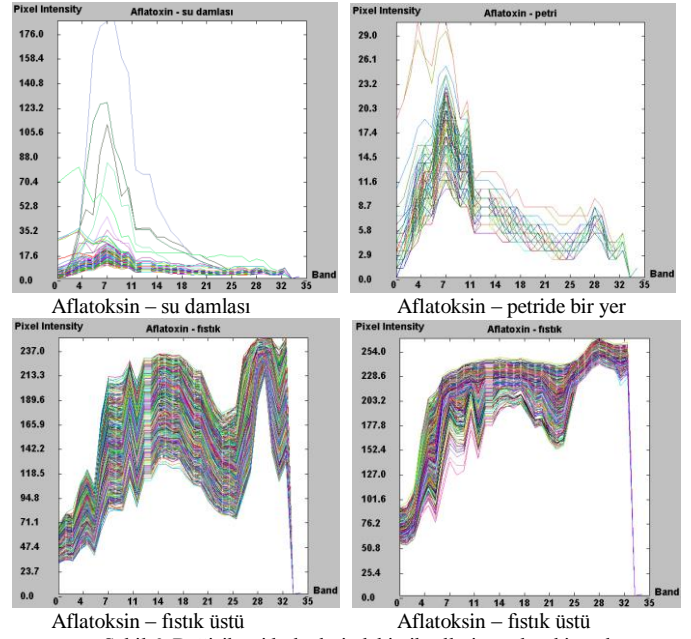 Pixel Intensity
Aflatoxin - su damlası
176.0
158.4
140.8
123.2
105.6
88.0
70.4
52.8
35.2
17.6
0.0
0 4 7 11 14 18 21 25 28 32 35
Band
Aflatoksin – su damlası
Pixel Intensity
Aflatoxin - petri
29.0
26.1
23.2
20.3
17.4
14.5
11.6
8.7
5.8
2.9
0.0
0 4 7 11 14 18 21 25 28 32 35
Band
Aflatoksin – petride bir yer
Pixel Intensity
Aflatoxin - fıstık
237.0
213.3
189.6
165.9
142.2
118.5
94.8
71.1
47.4
23.7
0.0
0 4 7 11 14 18 21 25 28 32 35
Band
Aflatoksin – fıstık üstü
Pixel Intensity
Aflatoxin - fıstık
254.0
228.6
203.2
177.8
152.4
127.0
101.6
76.2
50.8
25.4
0.0
0 4 7 11 14 18 21 25 28 32 35
Band
Aflatoksin – fıstık üstü